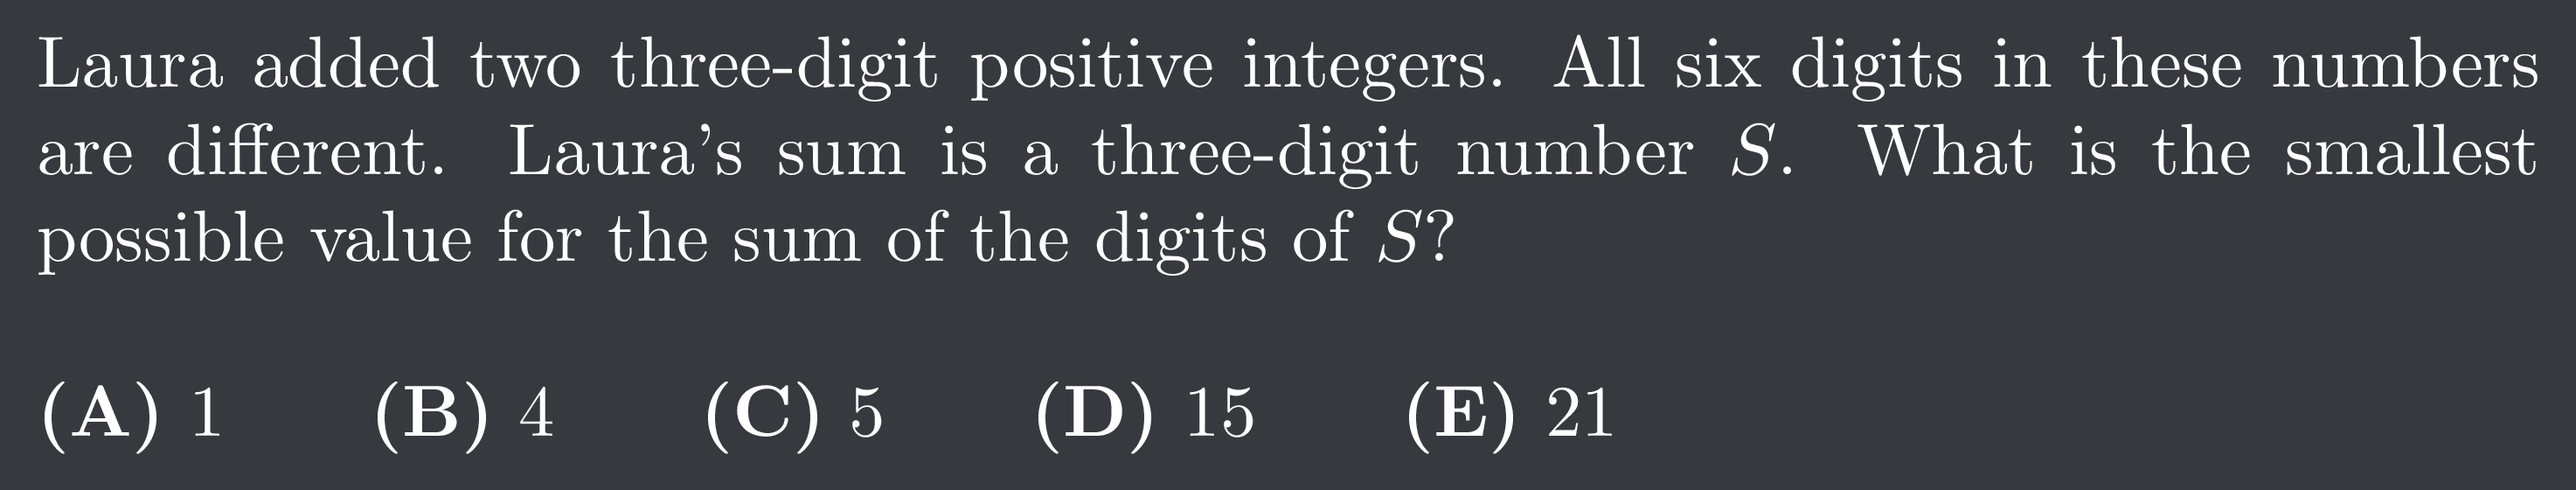 Laura added two three-digit positive integers. All six digits in these numbers
are different. Laura's sum is a three-digit number S. What is the smallest
possible value for the sum of the digits of S?
(A) 1 (B) 4 (C) 5 (D) 15 (E) 21